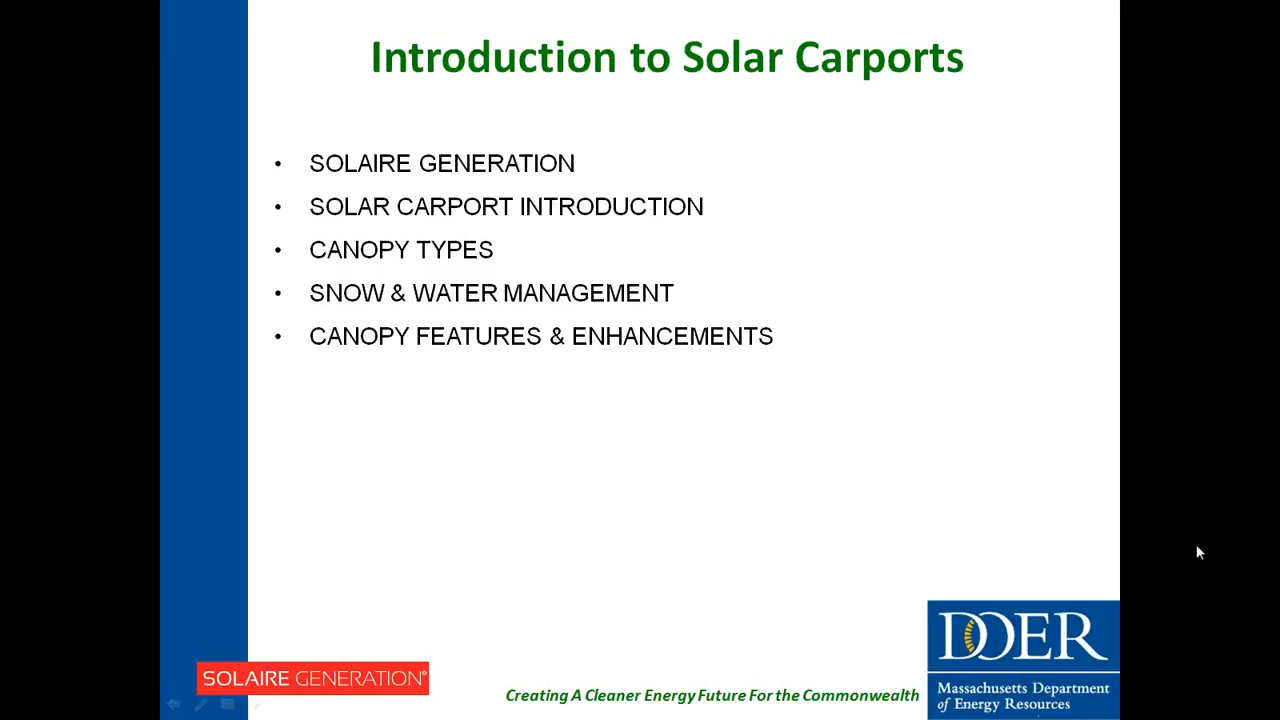 Introduction to Solar Carports
• SOLAIRE GENERATION
• SOLAR CARPORT INTRODUCTION
• CANOPY TYPES
• SNOW & WATER MANAGEMENT
• CANOPY FEATURES & ENHANCEMENTS
SOLAIRE GENERATION®
Creating A Cleaner Energy Future For the Commonwealth
DOER
Massachusetts Department
of Energy Resources